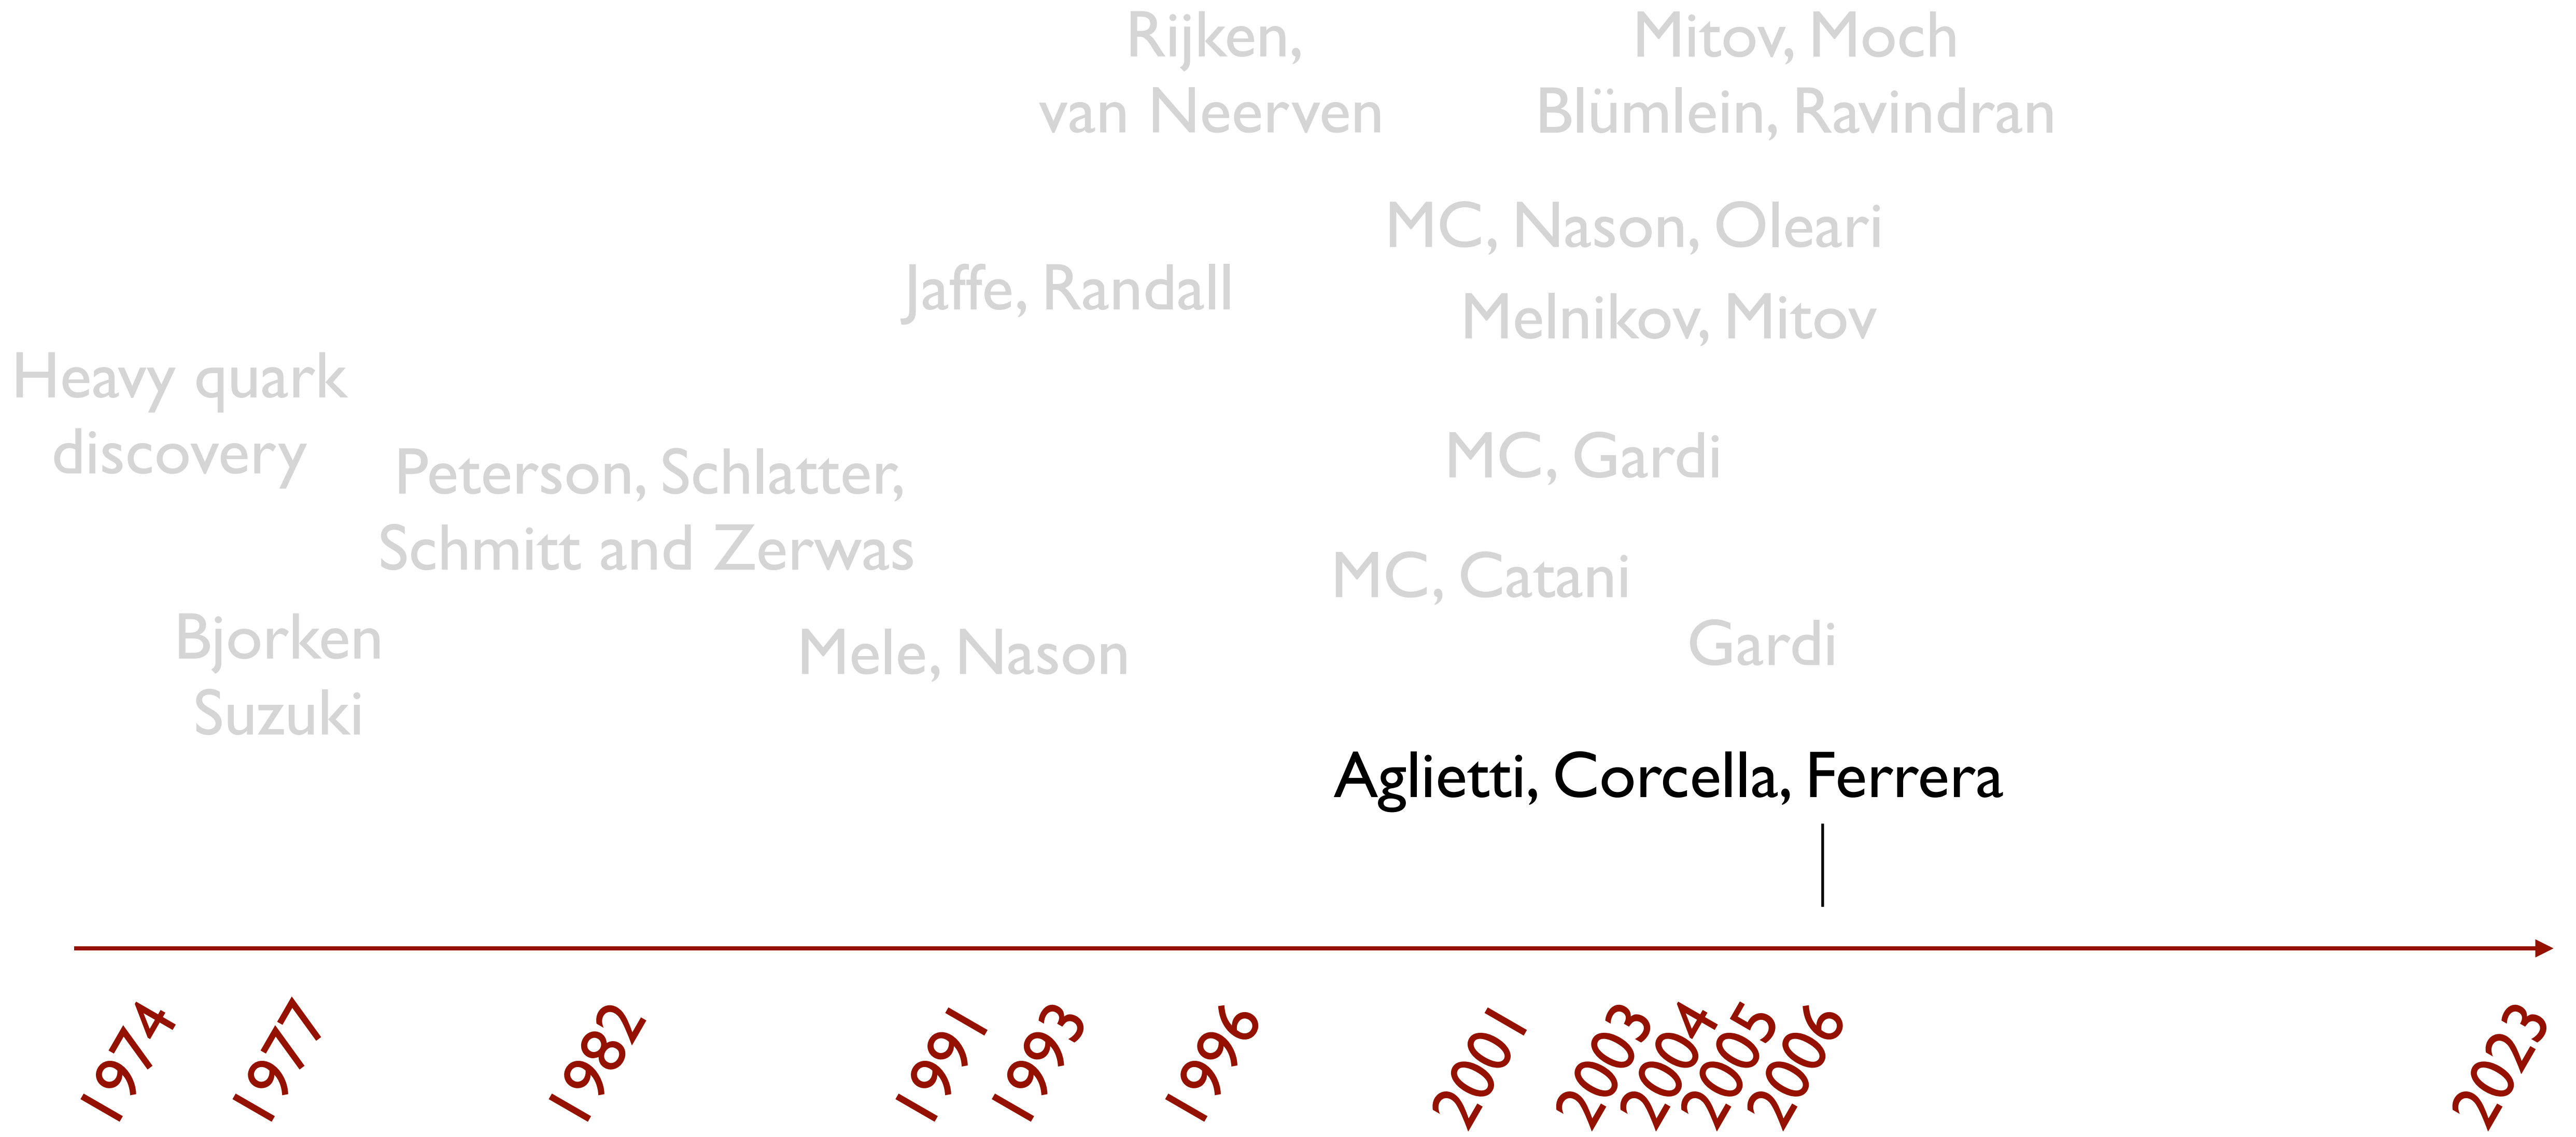 Rijken,
van Neerven
Mitov, Moch
Blümlein, Ravindran
MC, Nason, Oleari
Jaffe, Randall
Melnikov, Mitov
Heavy quark
discovery
Peterson, Schlatter,
Schmitt and Zerwas
MC, Gardi
MC, Catani
Bjorken
Suzuki
Mele, Nason
Gardi
Aglietti, Corcella, Ferrera
1974
1977
1982
1991
1993
1996
2001
2003
2004
2005
2006
2023